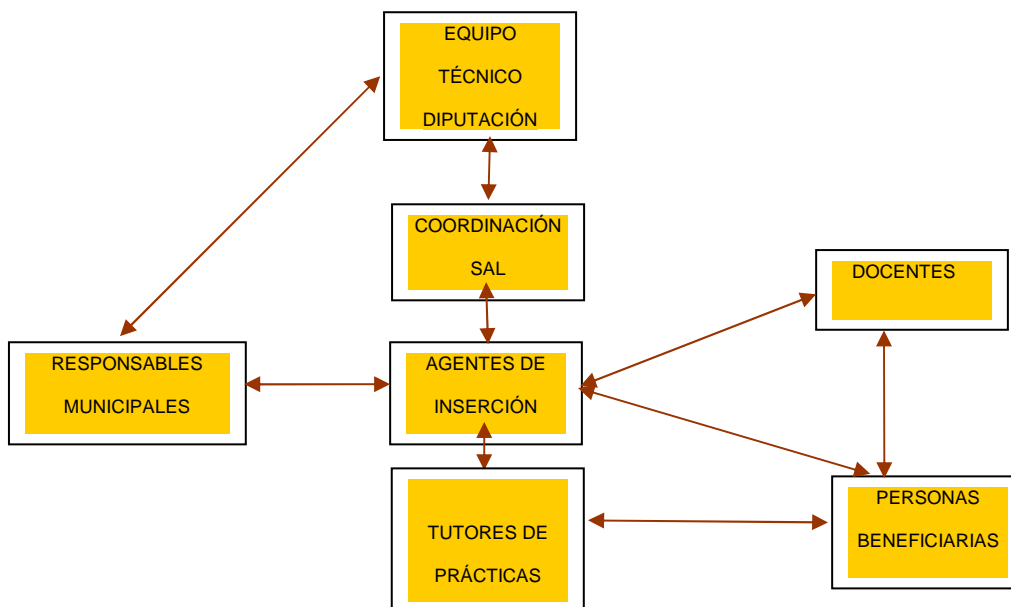 EQUIPO
TÉCNICO
DIPUTACIÓN
COORDINACIÓN
SAL
DOCENTES
RESPONSABLES
MUNICIPALES
AGENTES DE
INSERCIÓN
TUTORES DE
PRÁCTICAS
PERSONAS
BENEFICIARIAS